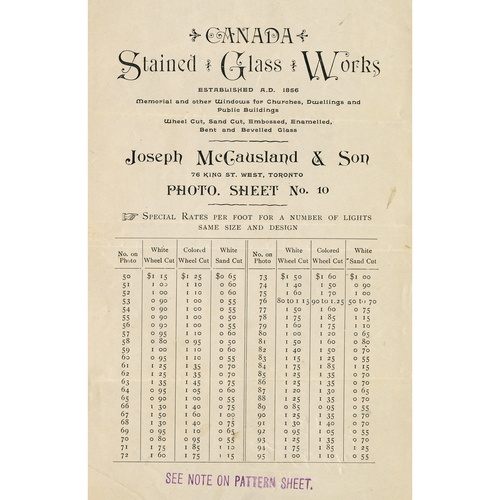 CANADA
Stained Glass Works
ESTABLISHED A.D. 1856
Memorial and other Windows for Churches, Dwellings and
Public Buildings
Wheel Cut, Sand Cut, Embossed, Enamelled,
Bent and Bevelled Glass
Joseph McCausland & Son
76 KING ST. WEST, TORONTO
PHOTO. SHEET No. 10
SPECIAL RATES PER FOOT FOR A NUMBER OF LIGHTS
SAME SIZE AND DESIGN
No. on Photo White Wheel Cut Colored Wheel Cut White Sand Cut No. on Photo White Wheel Cut Colored Wheel Cut White Sand Cut
50 $1 15 $1 25 $0 65 73 $1 50 $1 60 $1 00
51 1 00 1 10 0 60 74 1 40 1 50 0 90
52 1 00 1 10 0 60 75 1 60 1 70 1 00
53 0 90 1 00 0 55 76 80 to 1 15 90 to 1.25 50 to 70
54 0 90 1 00 0 55 77 1 50 1 60 0 75
55 0 90 1 00 0 50 78 1 75 1 85 1 15
56 1 00 1 10 0 55 79 1 60 1 75 1 10
57 0 95 1 10 0 60 80 1 00 1 20 0 65
58 0 80 0 95 0 50 81 1 50 1 60 0 80
59 1 00 1 10 0 60 82 1 40 1 50 0 70
60 0 90 1 00 0 55 83 1 15 1 25 0 55
61 1 25 1 35 0 70 84 1 75 1 85 1 15
62 1 25 1 35 0 70 85 1 25 1 35 0 70
63 1 35 1 45 0 75 86 1 25 1 35 0 70
64 0 95 1 05 0 60 87 1 20 1 30 0 65
65 0 90 1 00 0 55 88 1 25 1 35 0 70
66 1 30 1 40 0 75 89 0 85 0 95 0 55
67 1 50 1 60 1 00 90 1 25 1 35 0 70
68 1 30 1 40 0 75 91 1 30 1 40 0 75
69 0 95 1 10 0 65 92 0 95 1 05 0 55
70 0 80 0 95 0 55 93 1 25 1 35 0 70
71 1 75 1 85 1 10 94 1 75 1 85 1 15
72 1 60 1 75 1 15 95 1 00 1 10 0 55
SEE NOTE ON PATTERN SHEET.